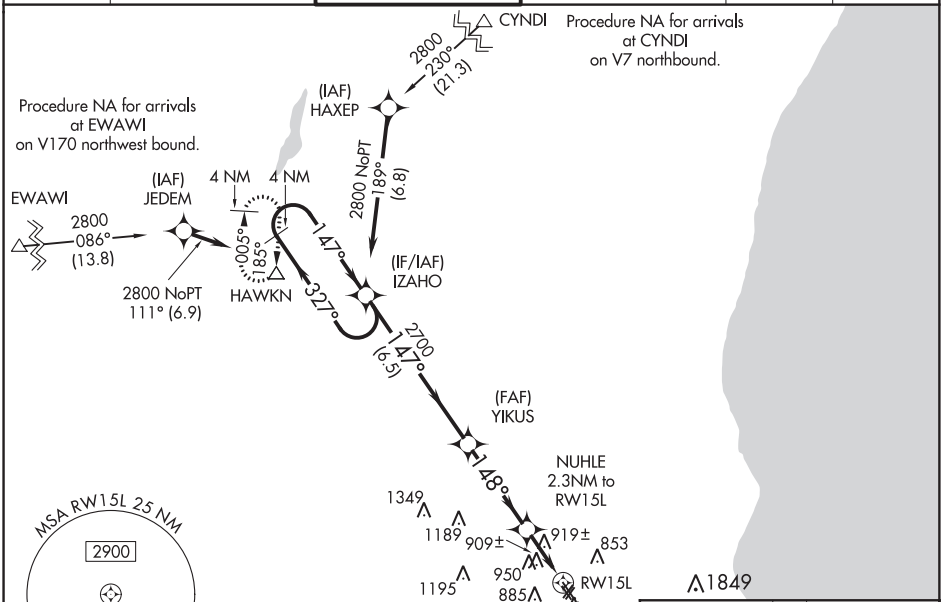 CYNDI
Procedure NA for arrivals
at CYNDI
on V7 northbound.
2800
230°
(21.3)
(IAF)
HAXEP
Procedure NA for arrivals
at EWAWI
on V170 northwest bound.
2800 NoPT
189°
(6.8)
(IAF)
JEDEM
4 NM
4 NM
EWAWI
2800
086°
(13.8)
005°
185°
147°
(IF/IAF)
IZAHO
2800 NoPT
111° (6.9)
HAWKN
327°
2700
147°
(6.5)
(FAF)
YIKUS
148°
NUHLE
2.3NM to
RW15L
MSA RW15L 25 NM
2900
1349
1189
909±
919±
853
950
1195
885
RW15L
1849